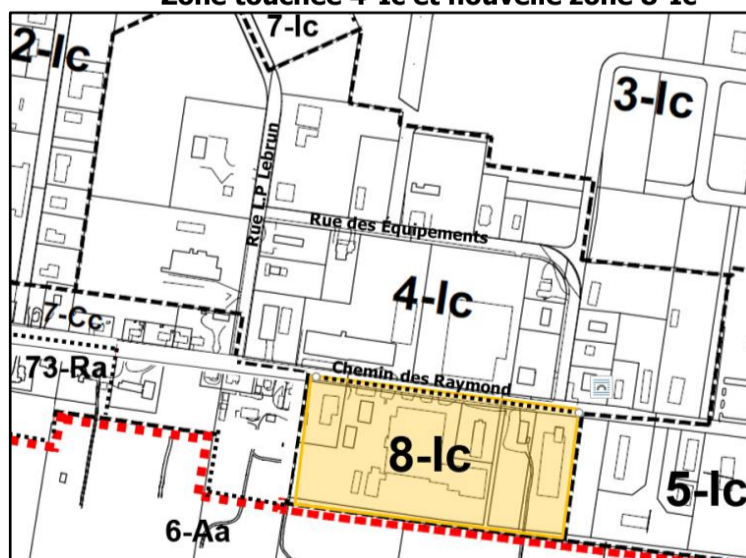 Zone touchée 4-Ic et nouvelle zone 8-Ic
7-Ic
2-Ic
3-Ic
Rue L.P Lebrun
Rue des Équipements
4-Ic
7-Cc
Chemin des Raymond
73-Ra
8-Ic
5-Ic
6-Aa